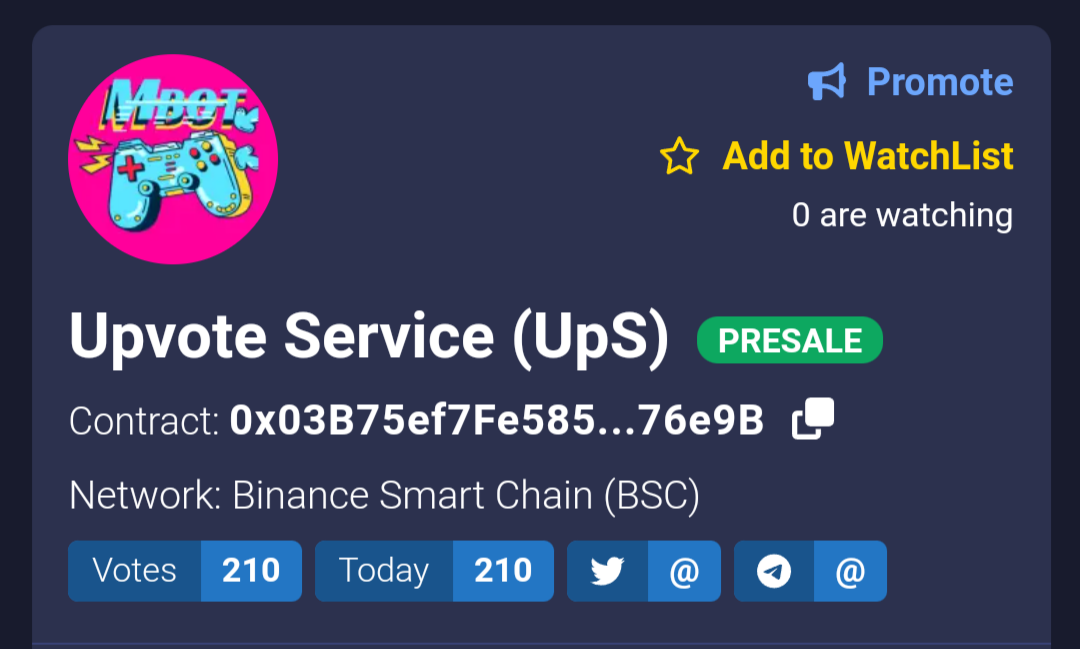 MBOT
Promote
Add to WatchList
0 are watching
Upvote Service (UpS) PRESALE
Contract: 0x03B75ef7Fe585...76e9B
Network: Binance Smart Chain (BSC)
Votes 210 Today 210 @ @